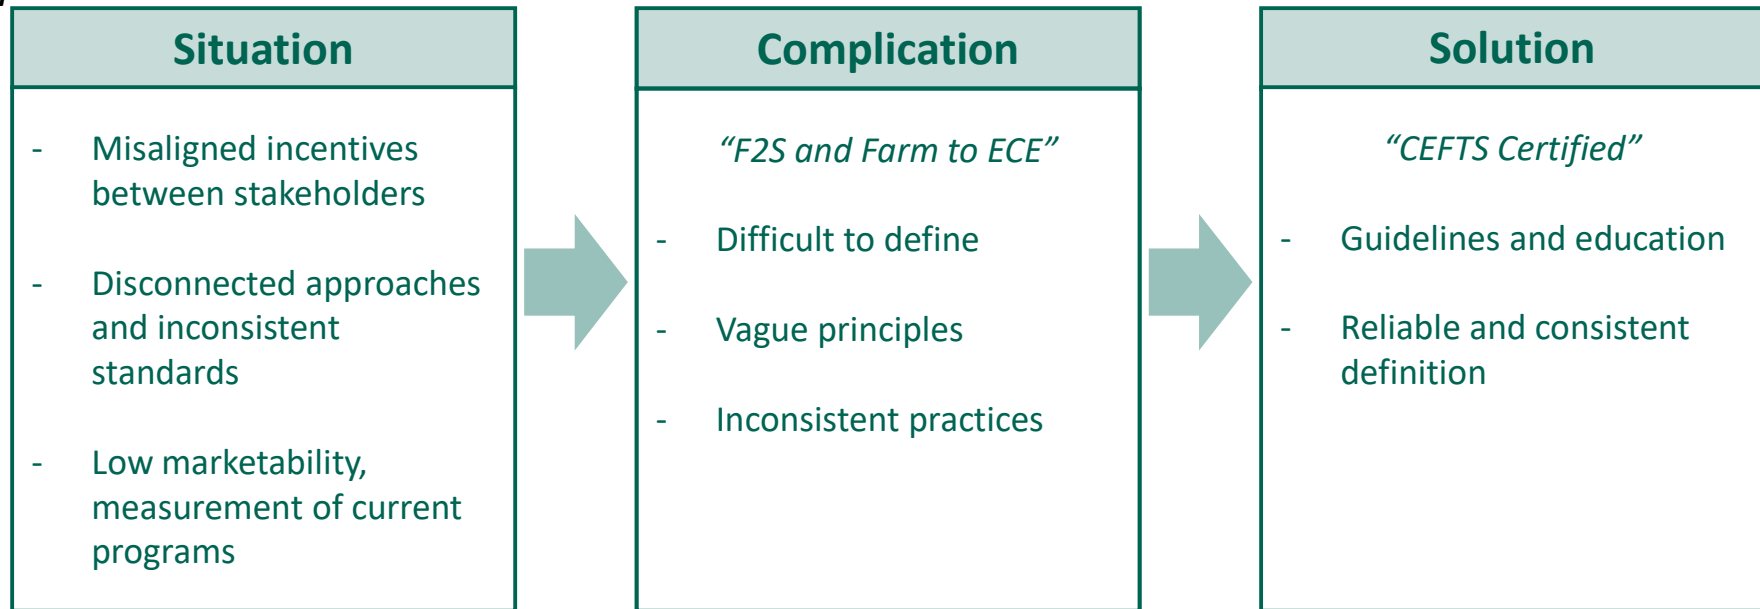 Situation
- Misaligned incentives
between stakeholders
- Disconnected approaches
and inconsistent
standards
- Low marketability,
measurement of current
programs
Complication
“F2S and Farm to ECE”
- Difficult to define
- Vague principles
- Inconsistent practices
Solution
“CEFTS Certified”
- Guidelines and education
- Reliable and consistent
definition